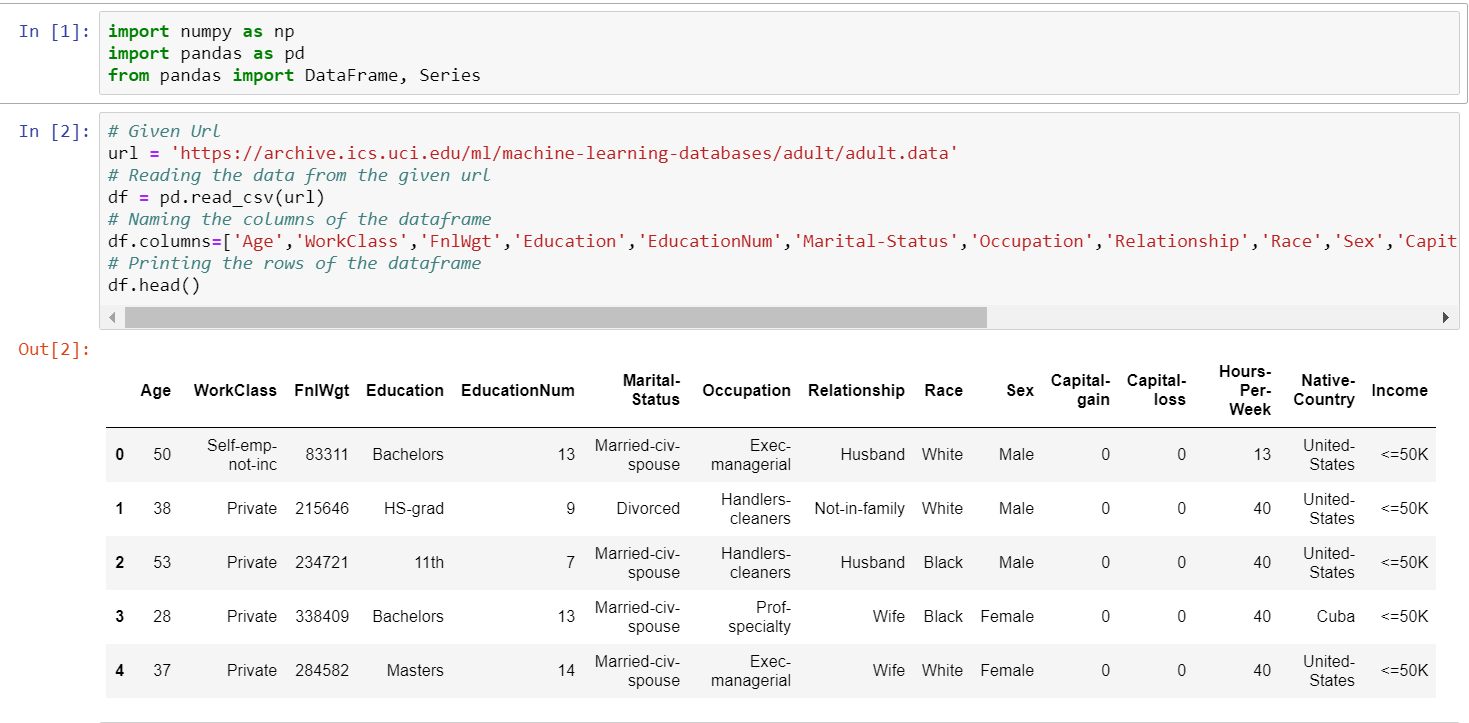 In [1]: import numpy as np
import pandas as pd
from pandas import DataFrame, Series
In [2]: # Given Url
url = 'https://archive.ics.uci.edu/ml/machine-learning-databases/adult/adult.data'
# Reading the data from the given url
df = pd.read_csv(url)
# Naming the columns of the dataframe
df.columns=['Age','WorkClass','FnlWgt','Education','EducationNum','Marital-Status','Occupation','Relationship','Race','Sex','Capit
# Printing the rows of the dataframe
df.head()
Out[2]:
Age WorkClass FnlWgt Education EducationNum Marital-Status Occupation Relationship Race Sex Capital-gain Capital-loss Hours-Per-Week Native-Country Income
0 50 Self-emp-not-inc 83311 Bachelors 13 Married-civ-spouse Exec-managerial Husband White Male 0 0 13 United-States <=50K
1 38 Private 215646 HS-grad 9 Divorced Handlers-cleaners Not-in-family White Male 0 0 40 United-States <=50K
2 53 Private 234721 11th 7 Married-civ-spouse Handlers-cleaners Husband Black Male 0 0 40 United-States <=50K
3 28 Private 338409 Bachelors 13 Married-civ-spouse Prof-specialty Wife Black Female 0 0 40 Cuba <=50K
4 37 Private 284582 Masters 14 Married-civ-spouse Exec-managerial Wife White Female 0 0 40 United-States <=50K